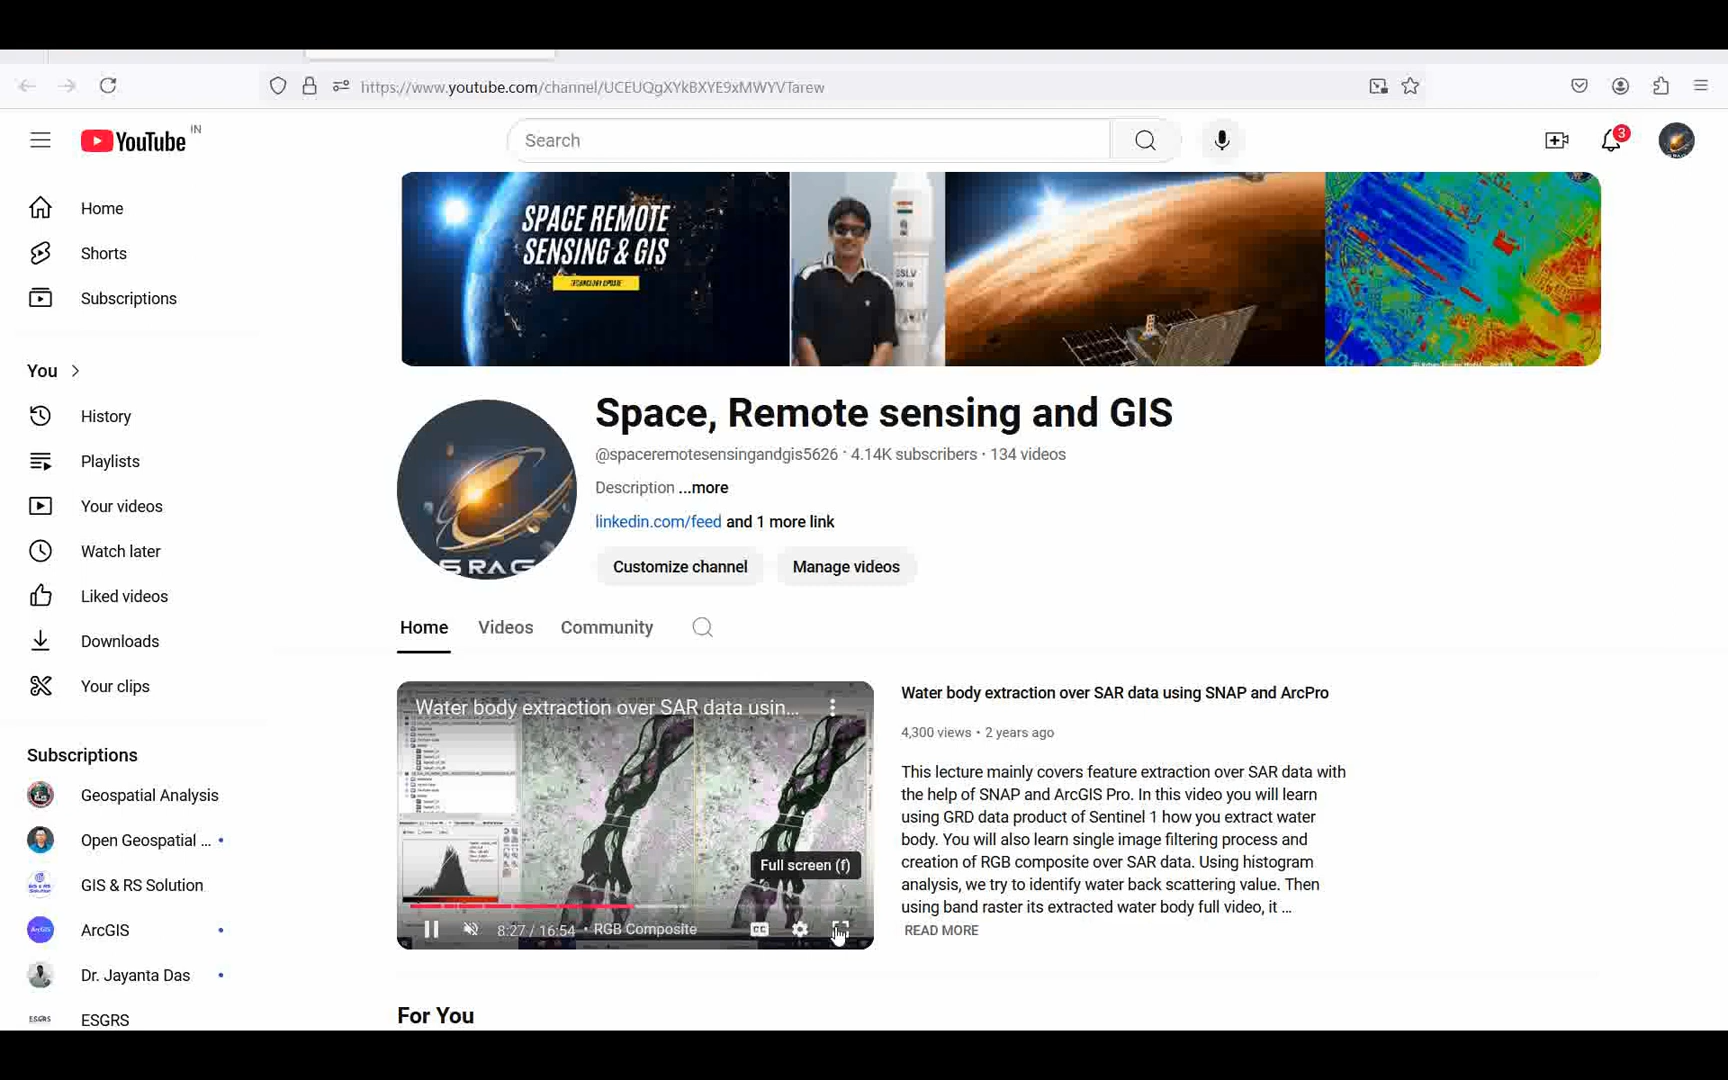 https://www.youtube.com/channel/UCEUQgXYkBXYE9xMWYVTarew
YouTube IN
Search
3
Home
Shorts
Subscriptions
You
History
Playlists
Your videos
Watch later
Liked videos
Downloads
Your clips
Subscriptions
Geospatial Analysis
Open Geospatial ...
GIS & RS Solution
ArcGIS
Dr. Jayanta Das
ESGRS
SPACE REMOTE
SENSING & GIS
TECHNOLOGY UPDATE
GSLV
MK III
SRAG
Space, Remote sensing and GIS
@spaceremotesensingandgis5626 · 4.14K subscribers · 134 videos
Description ...more
linkedin.com/feed and 1 more link
Customize channel
Manage videos
Home Videos Community
Water body extraction over SAR data usin...
Full screen (f)
8:27 / 16:54 • RGB Composite
CC
Water body extraction over SAR data using SNAP and ArcPro
4,300 views • 2 years ago
This lecture mainly covers feature extraction over SAR data with
the help of SNAP and ArcGIS Pro. In this video you will learn
using GRD data product of Sentinel 1 how you extract water
body. You will also learn single image filtering process and
creation of RGB composite over SAR data. Using histogram
analysis, we try to identify water back scattering value. Then
using band raster its extracted water body full video, it ...
READ MORE
For You